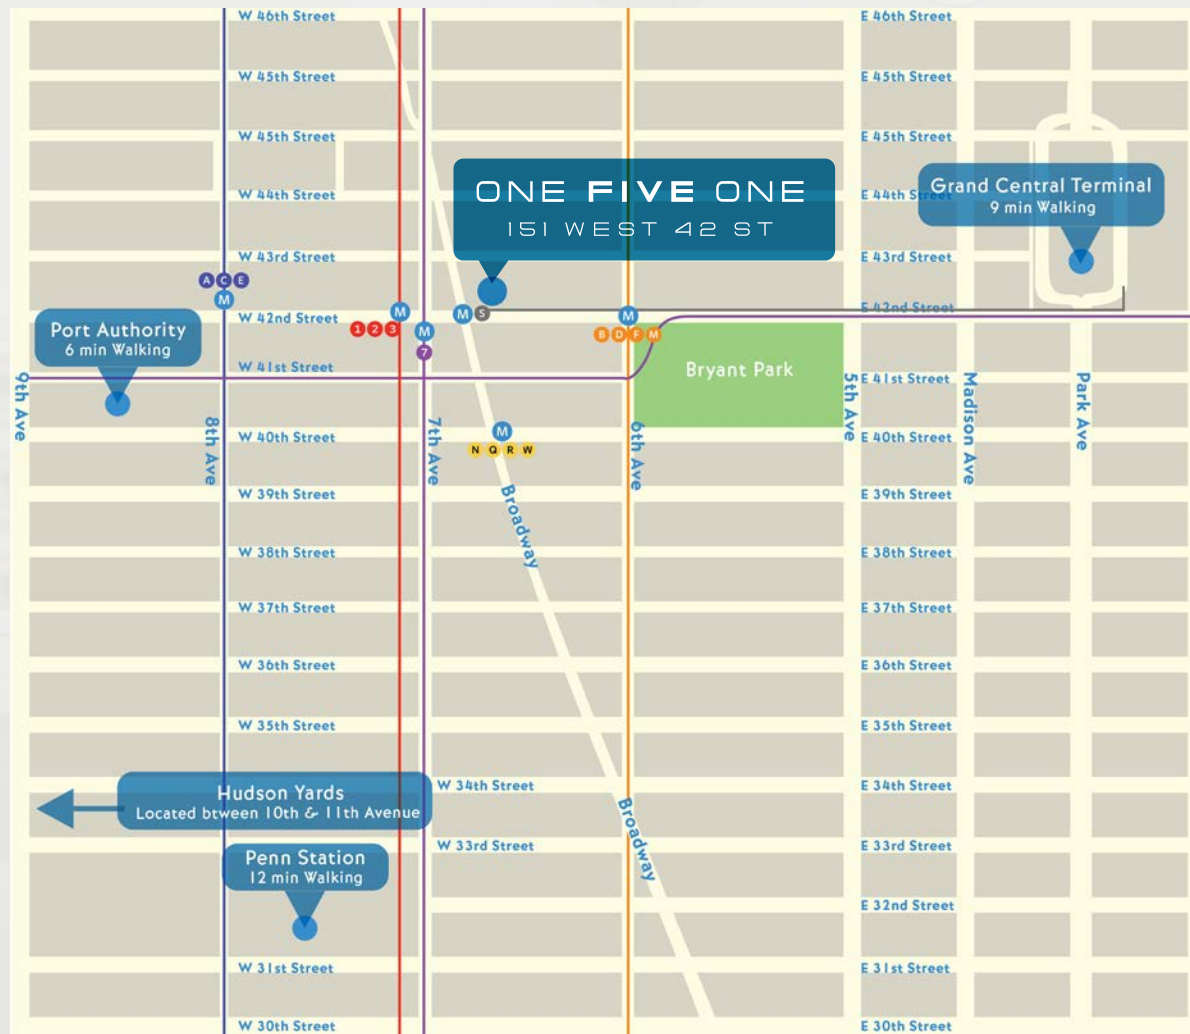 W 46th Street
E 46th Street
W 45th Street
E 45th Street
W 45th Street
E 45th Street
ONE FIVE ONE
151 WEST 42 ST
W 44th Street
E 44th Street
Grand Central Terminal
9 min Walking
W 43rd Street
E 43rd Street
A C E
M
W 42nd Street
E 42nd Street
M
1 2 3
M
7
M S
M
B D F M
Port Authority
6 min Walking
W 41st Street
E 41st Street
Bryant Park
9th Ave
8th Ave
7th Ave
6th Ave
5th Ave
Madison Ave
Park Ave
W 40th Street
E 40th Street
M
N Q R W
Broadway
W 39th Street
E 39th Street
W 38th Street
E 38th Street
W 37th Street
E 37th Street
W 36th Street
E 36th Street
W 35th Street
E 35th Street
W 34th Street
E 34th Street
Hudson Yards
Located btween 10th & 11th Avenue
Broadway
W 33rd Street
E 33rd Street
Penn Station
12 min Walking
E 32nd Street
W 31st Street
E 31st Street
W 30th Street
E 30th Street